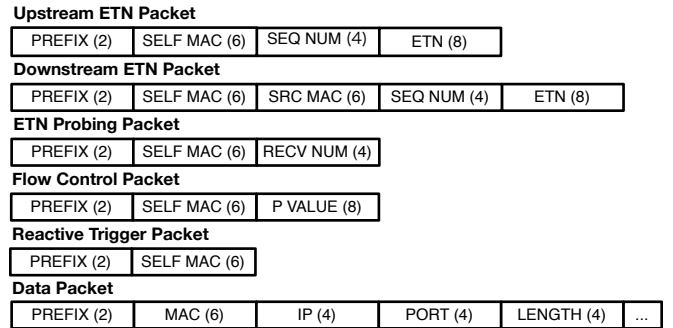 Upstream ETN Packet
PREFIX (2) SELF MAC (6) SEQ NUM (4) ETN (8)
Downstream ETN Packet
PREFIX (2) SELF MAC (6) SRC MAC (6) SEQ NUM (4) ETN (8)
ETN Probing Packet
PREFIX (2) SELF MAC (6) RECV NUM (4)
Flow Control Packet
PREFIX (2) SELF MAC (6) P VALUE (8)
Reactive Trigger Packet
PREFIX (2) SELF MAC (6)
Data Packet
PREFIX (2) MAC (6) IP (4) PORT (4) LENGTH (4) ...